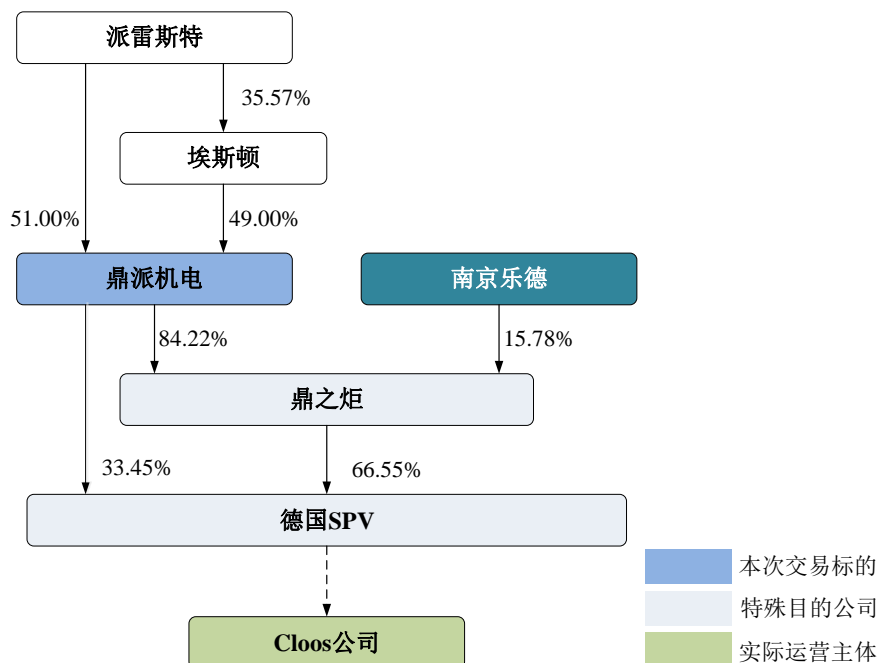 派雷斯特
35.57%
埃斯顿
51.00%
49.00%
鼎派机电
南京乐德
84.22%
15.78%
鼎之炬
33.45%
66.55%
德国SPV
本次交易标的
特殊目的公司
Cloos公司
实际运营主体